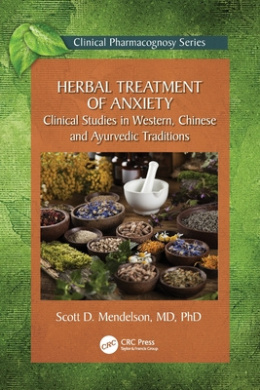 Clinical Pharmacognosy Series
HERBAL TREATMENT
OF ANXIETY
Clinical Studies in Western, Chinese
and Ayurvedic Traditions
Scott D. Mendelson, MD, PhD
CRC
CRC Press
Taylor & Francis Group